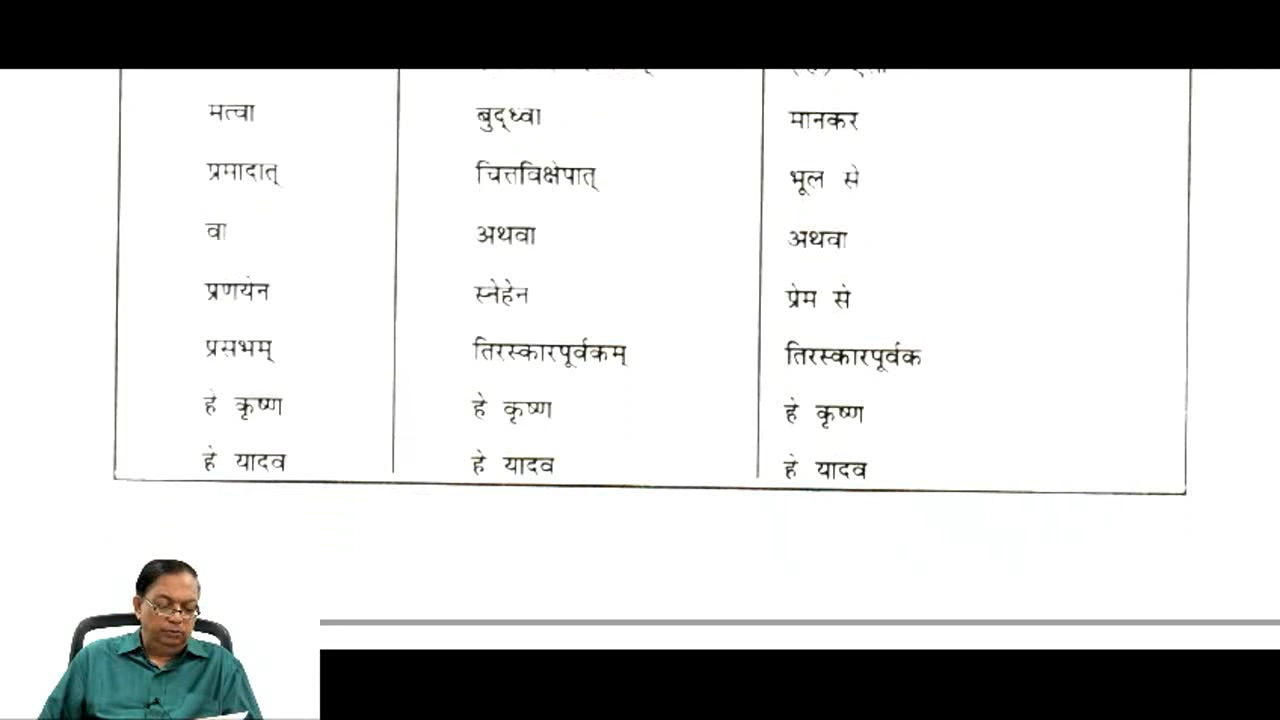 मत्वा बुद्ध्वा मानकर
प्रमादात् चित्तविक्षेपात् भूल से
वा अथवा अथवा
प्रणयेन स्नेहेन प्रेम से
प्रसभम् तिरस्कारपूर्वकम् तिरस्कारपूर्वक
हे कृष्ण हे कृष्ण हे कृष्ण
हे यादव हे यादव हे यादव